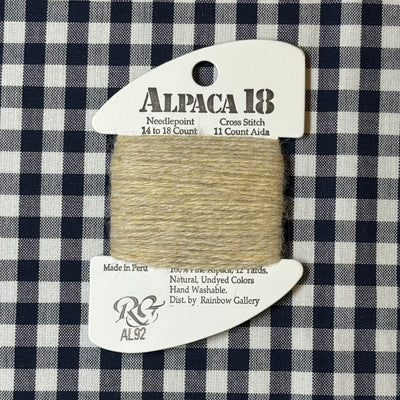 ALPACA 18
Needlepoint
14 to 18 Count
Cross Stitch
11 Count Aida
Made in Peru
100% Fine Alpaca, 12 Yards.
Natural, Undyed Colors
Hand Washable.
Dist. by Rainbow Gallery
RG
AL92